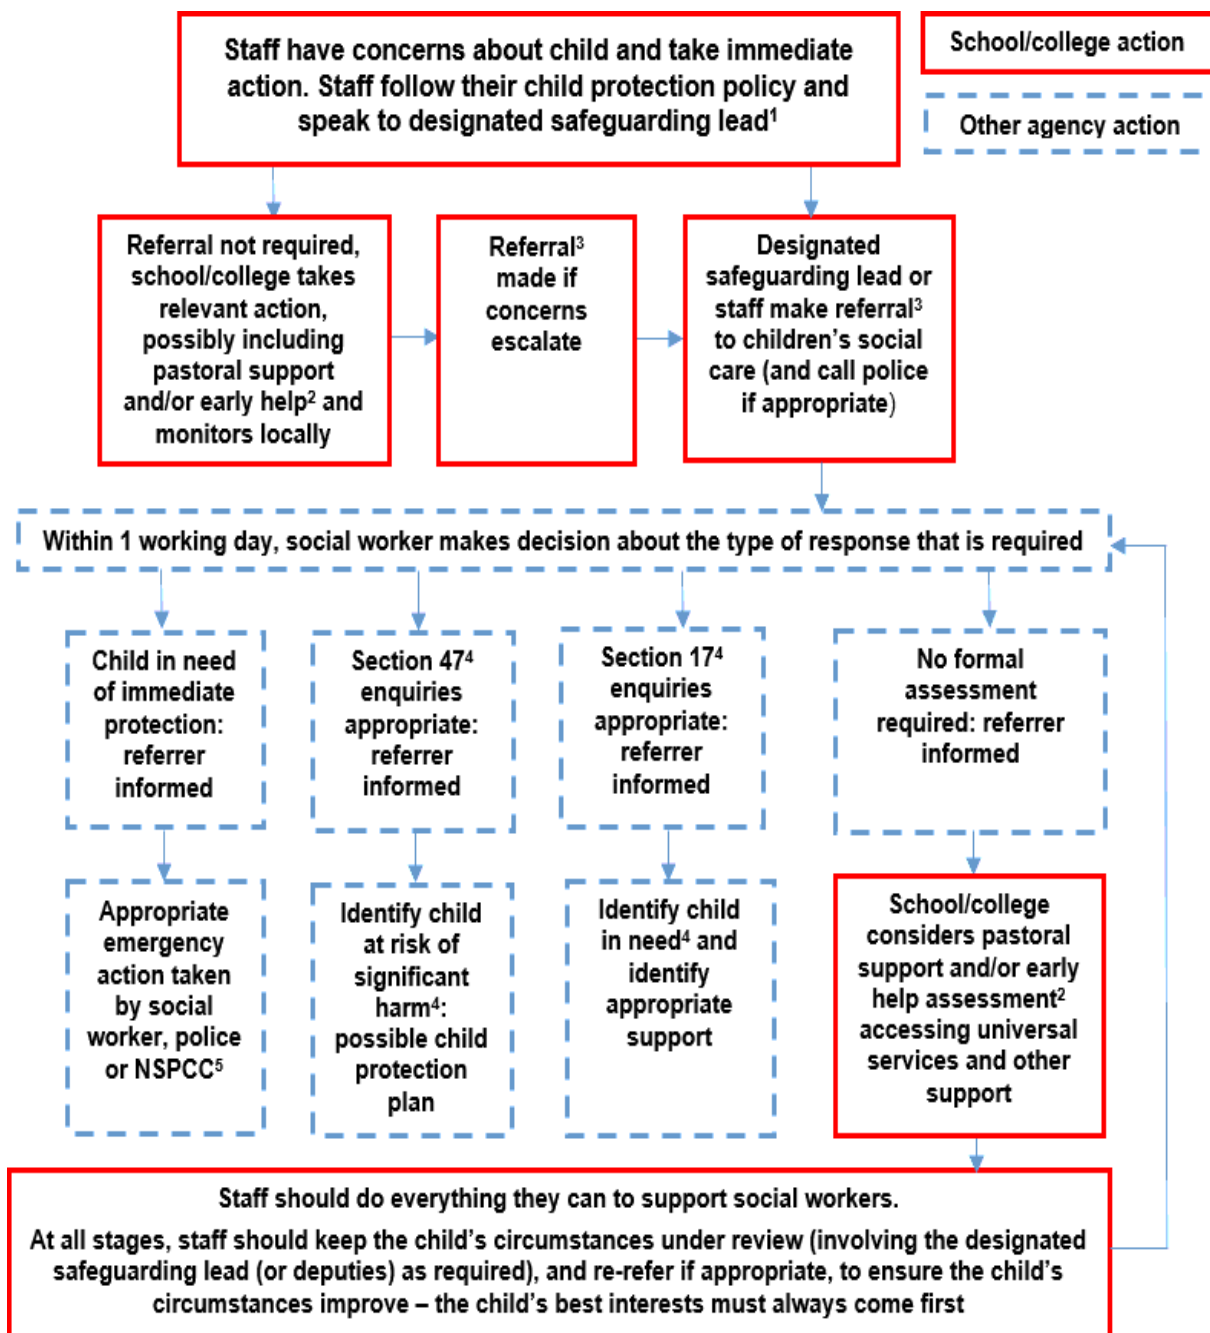 Staff have concerns about child and take immediate
action. Staff follow their child protection policy and
speak to designated safeguarding lead¹
School/college action
Other agency action
Referral not required,
school/college takes
relevant action,
possibly including
pastoral support
and/or early help² and
monitors locally
Referral³
made if
concerns
escalate
Designated
safeguarding lead or
staff make referral³
to children's social
care (and call police
if appropriate)
Within 1 working day, social worker makes decision about the type of response that is required
Child in need
of immediate
protection:
referrer
informed
Section 47⁴
enquiries
appropriate:
referrer
informed
Section 17⁴
enquiries
appropriate:
referrer
informed
No formal
assessment
required: referrer
informed
Appropriate
emergency
action taken
by social
worker, police
or NSPCC⁵
Identify child
at risk of
significant
harm⁴:
possible child
protection
plan
Identify child
in need⁴ and
identify
appropriate
support
School/college
considers pastoral
support and/or early
help assessment²
accessing universal
services and other
support
Staff should do everything they can to support social workers.
At all stages, staff should keep the child's circumstances under review (involving the designated
safeguarding lead (or deputies) as required), and re-refer if appropriate, to ensure the child's
circumstances improve – the child's best interests must always come first